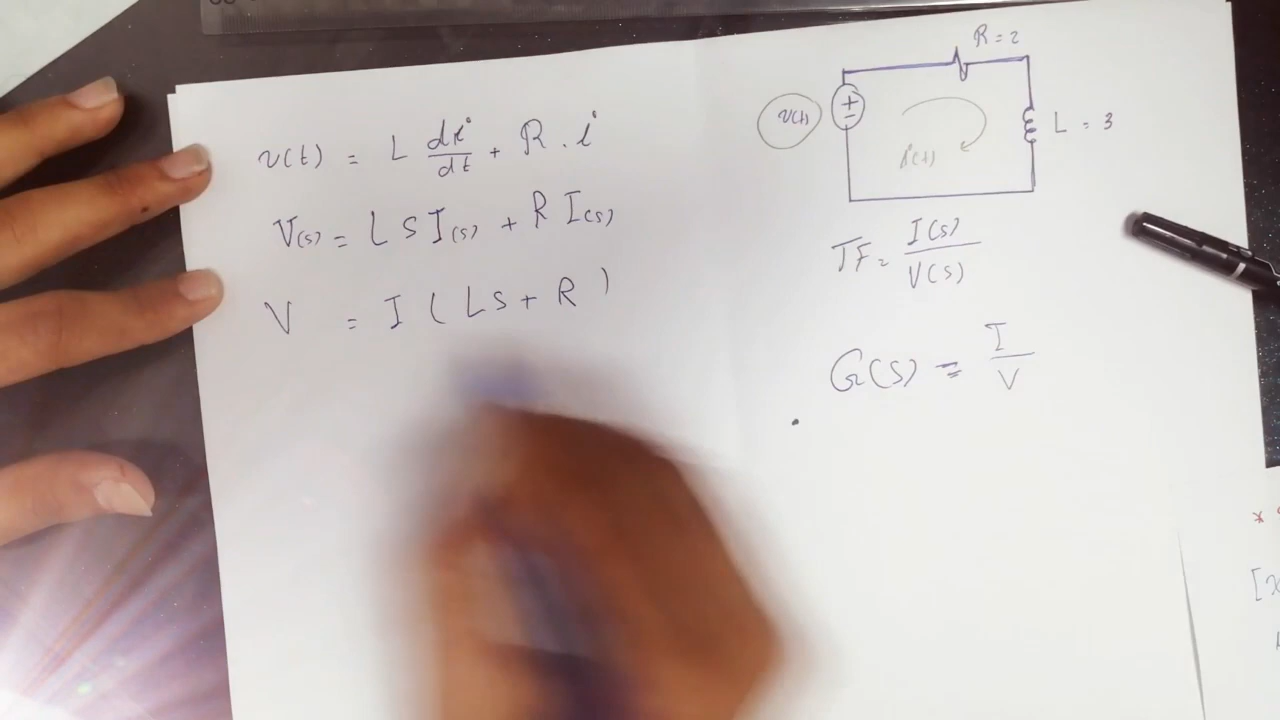 v(t) = L di/dt + R . i
V(s) = L S I(s) + R I(s)
V = I ( LS + R )
R = 2
v(t)
+
−
i(t)
L = 3
TF = I(s)/V(s)
G(s) = I/V